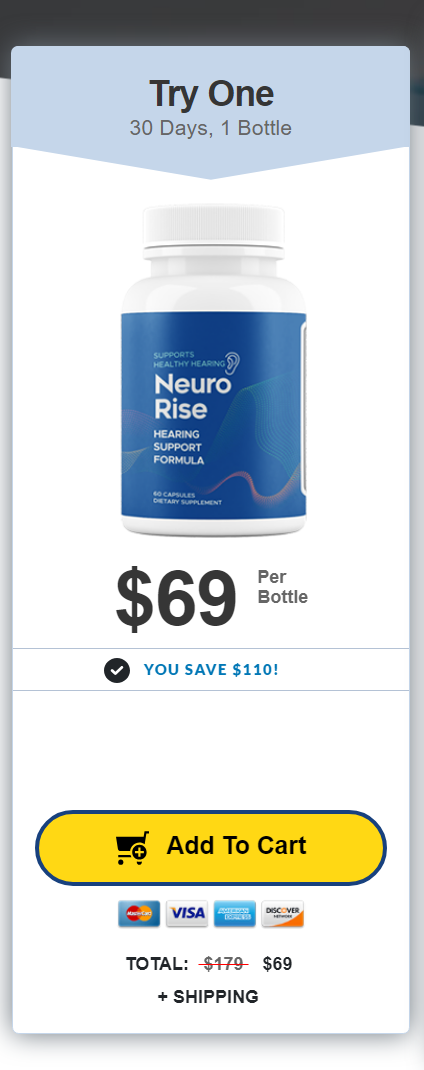 Try One
30 Days, 1 Bottle
SUPPORTS
HEALTHY HEARING
Neuro
Rise
HEARING
SUPPORT
FORMULA
60 CAPSULES
DIETARY SUPPLEMENT
$69
Per
Bottle
YOU SAVE $110!
Add To Cart
MasterCard
VISA
AMERICAN
EXPRESS
DISCOVER
NETWORK
TOTAL: $179 $69
+ SHIPPING